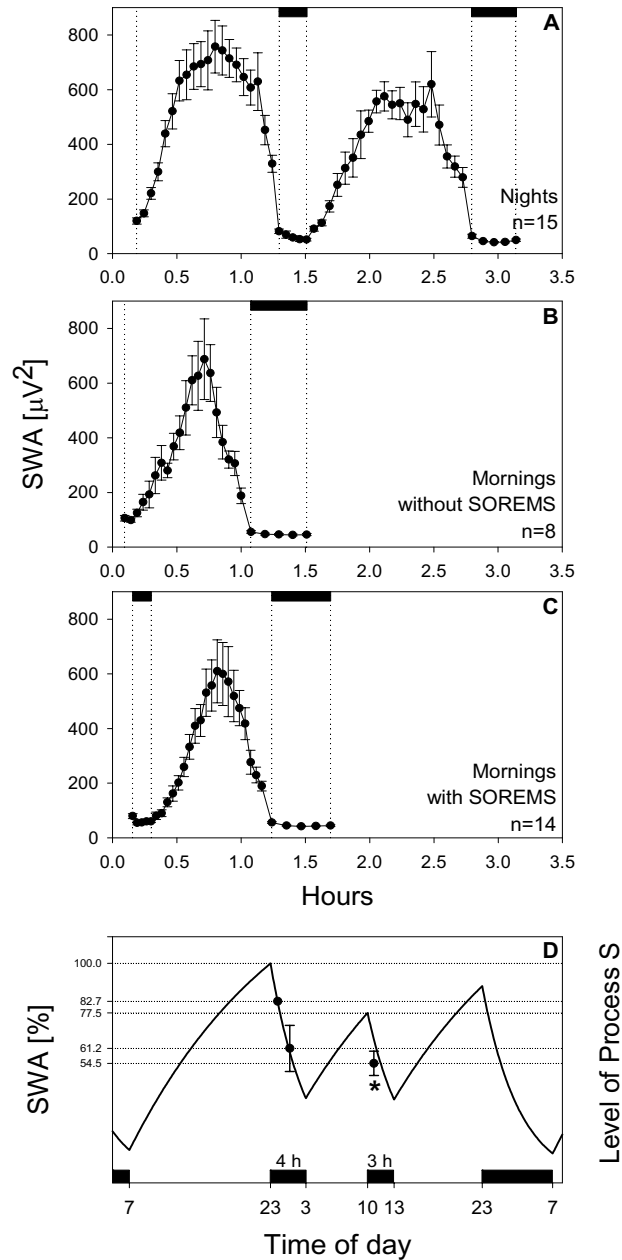 A
800
600
400
200
0
Nights
n=15
0.0 0.5 1.0 1.5 2.0 2.5 3.0 3.5
B
800
600
400
200
0
SWA [μV²]
Mornings
without SOREMS
n=8
0.0 0.5 1.0 1.5 2.0 2.5 3.0 3.5
C
800
600
400
200
0
Mornings
with SOREMS
n=14
0.0 0.5 1.0 1.5 2.0 2.5 3.0 3.5
Hours
D
100.0
82.7
77.5
61.2
54.5
SWA [%]
Level of Process S
*
4 h 3 h
7 23 3 10 13 23 7
Time of day